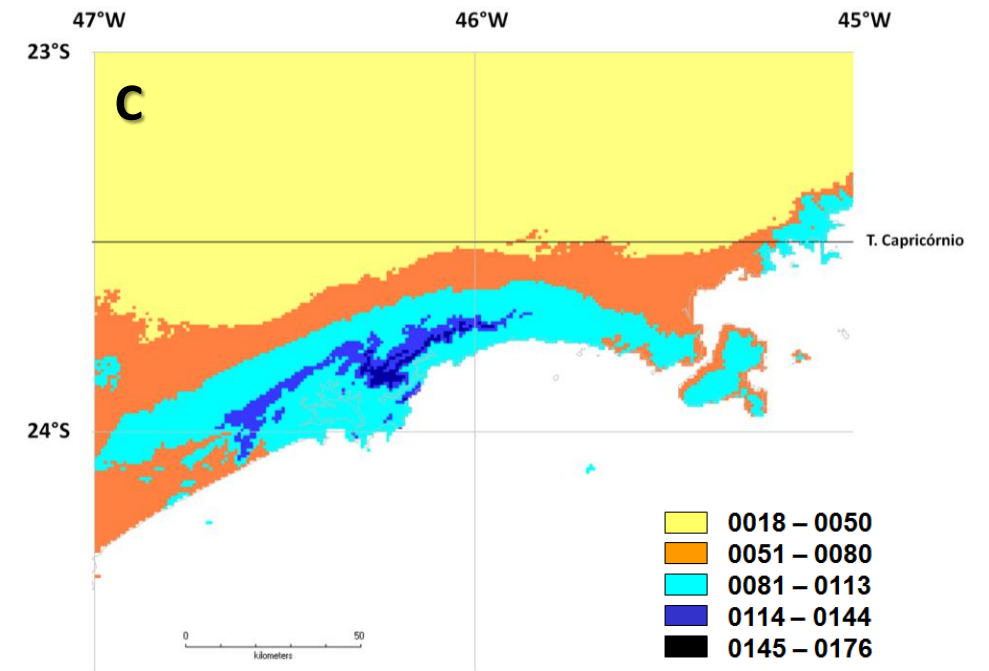 47°W 46°W 45°W
23°S
C
T. Capricórnio
24°S
0018 – 0050
0051 – 0080
0081 – 0113
0114 – 0144
0145 – 0176
0 50
kilometers